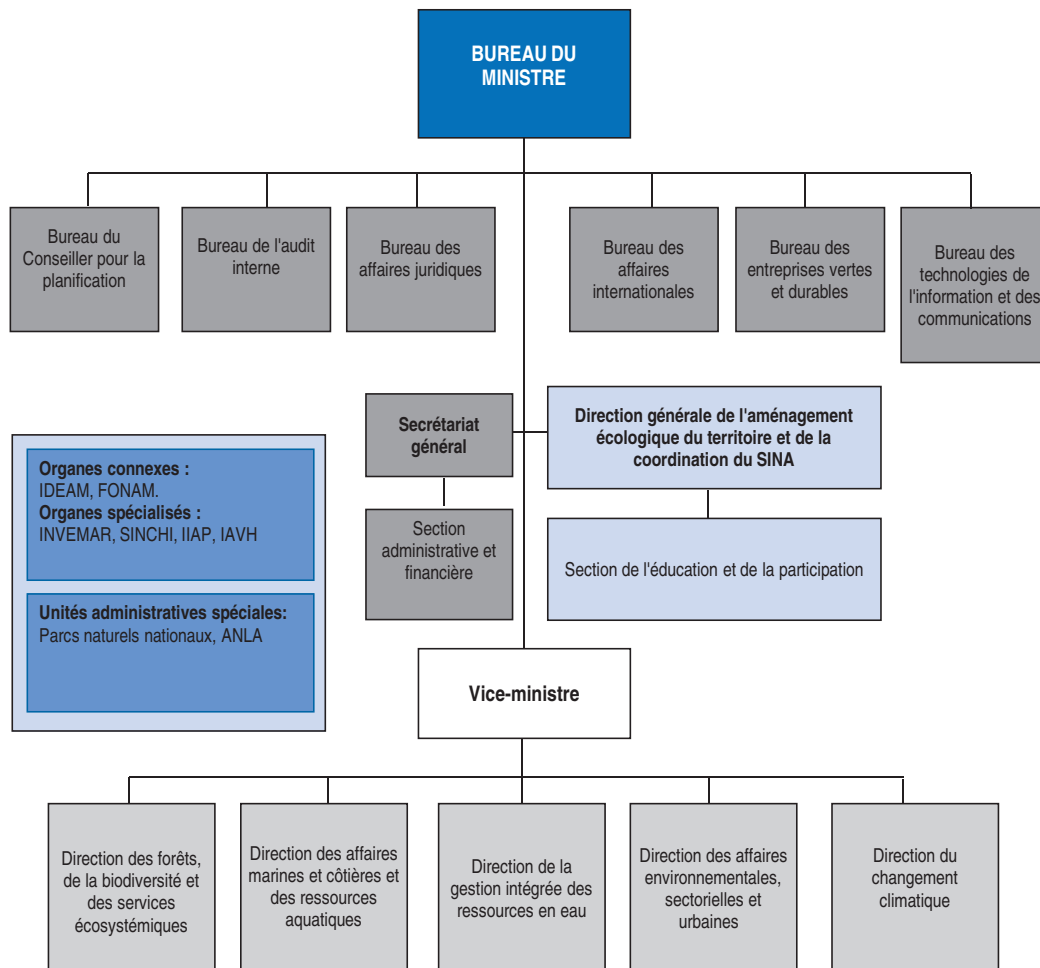 BUREAU DU
MINISTRE
Bureau du
Conseiller pour la
planification
Bureau de l'audit
interne
Bureau des
affaires juridiques
Bureau des
affaires
internationales
Bureau des
entreprises vertes
et durables
Bureau des
technologies de
l'information et des
communications
Secrétariat
général
Direction générale de l'aménagement
écologique du territoire et de la
coordination du SINA
Organes connexes :
IDEAM, FONAM.
Organes spécialisés :
INVEMAR, SINCHI, IIAP, IAVH
Section
administrative et
financière
Section de l'éducation et de la participation
Unités administratives spéciales:
Parcs naturels nationaux, ANLA
Vice-ministre
Direction des forêts,
de la biodiversité et
des services
écosystémiques
Direction des affaires
marines et côtières et
des ressources
aquatiques
Direction de la
gestion intégrée des
ressources en eau
Direction des affaires
environnementales,
sectorielles et
urbaines
Direction du
changement
climatique